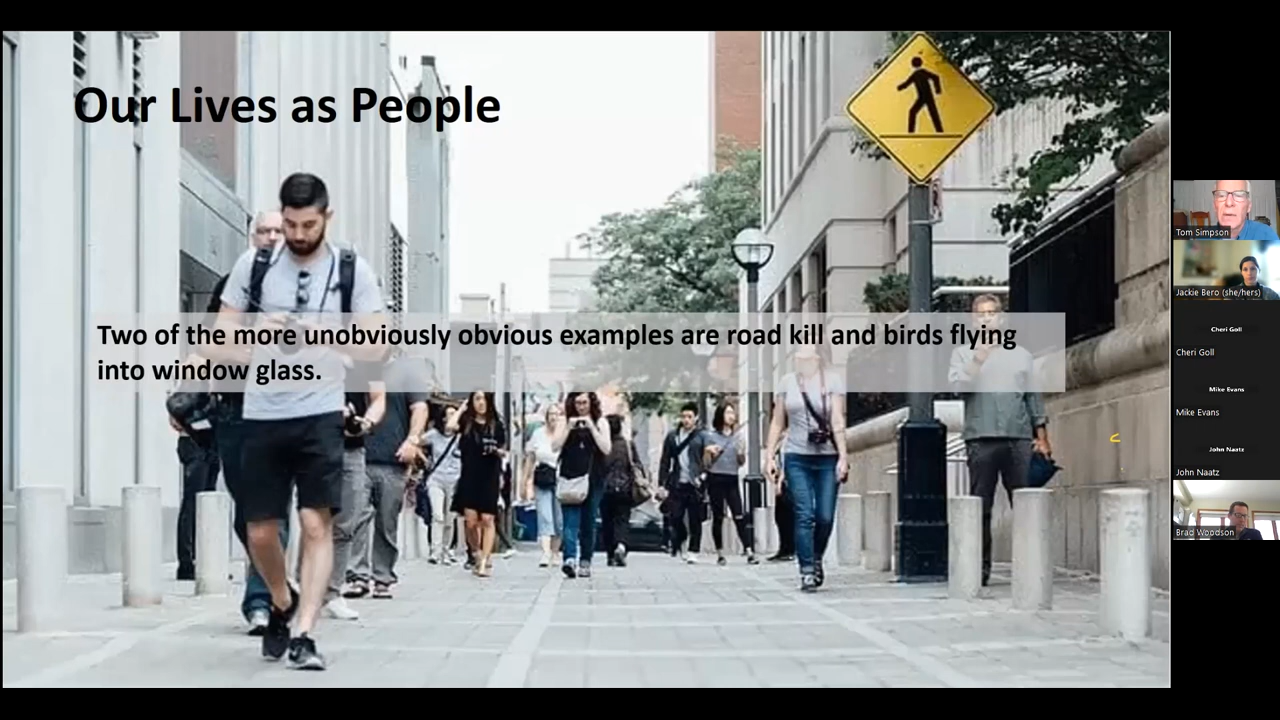 Our Lives as People
Two of the more unobviously obvious examples are road kill and birds flying
into window glass.
Tom Simpson
Jackie Bero (she/hers)
Cheri Goll
Cheri Goll
Mike Evans
Mike Evans
John Naatz
John Naatz
Brad Woodson